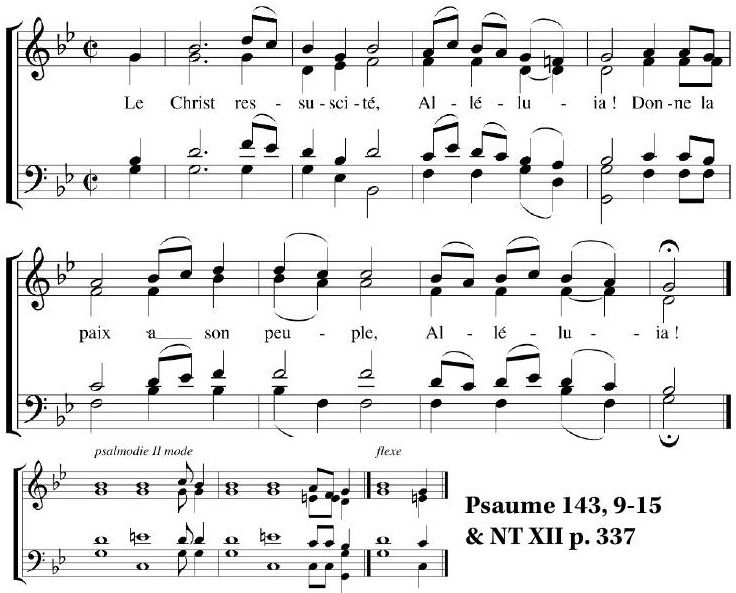 Le Christ res - su - sci - té, Al - lé - lu - ia ! Don - ne la
paix a son peu - ple, Al - lé - lu - ia !
psalmodie II mode flexe
Psaume 143, 9-15
& NT XII p. 337